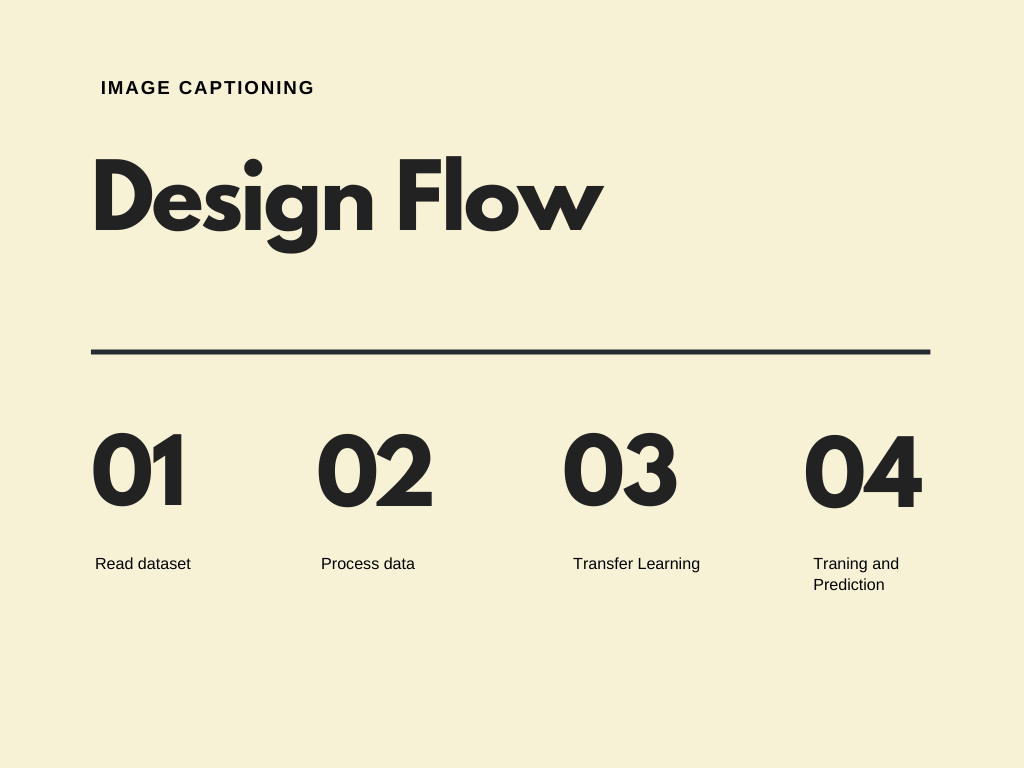 IMAGE CAPTIONING
Design Flow
01
02
03
04
Read dataset
Process data
Transfer Learning
Traning and
Prediction